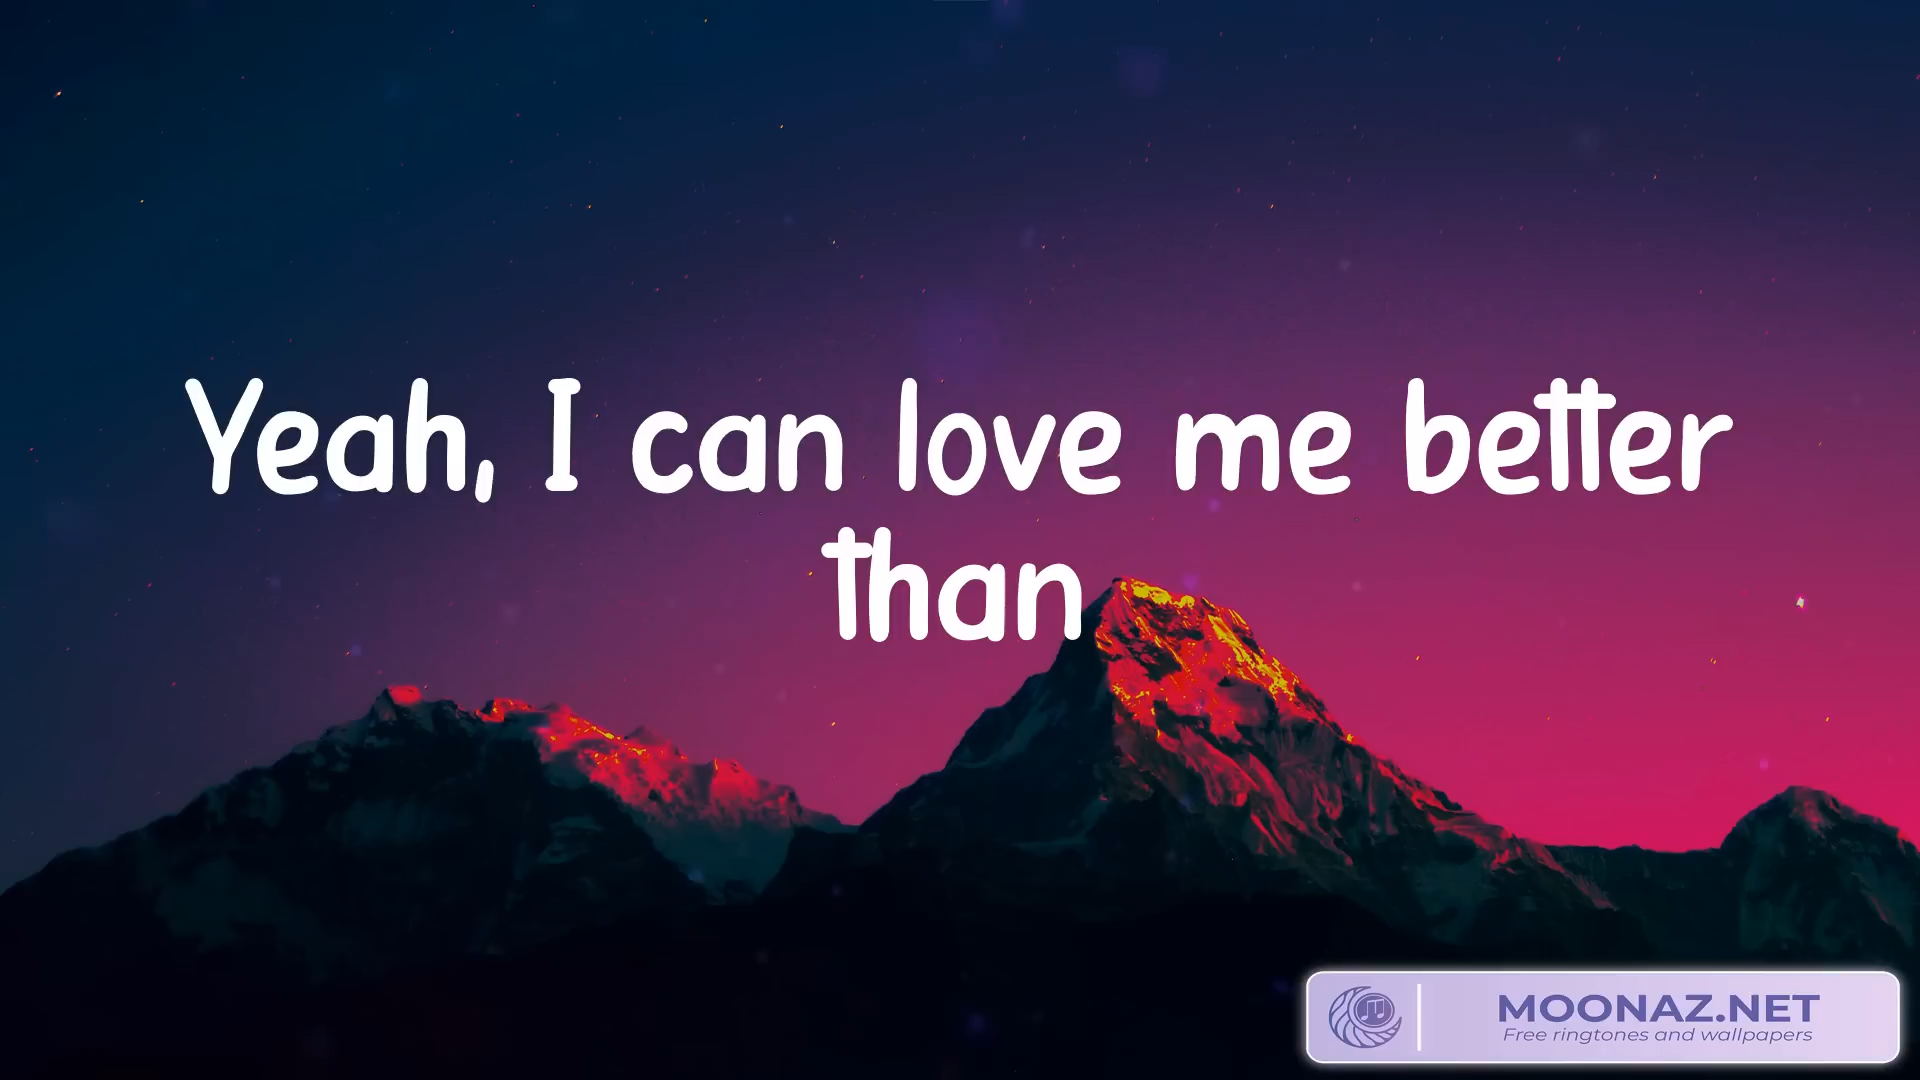 Yeah, I can love me better
than
MOONAZ.NET
Free ringtones and wallpapers